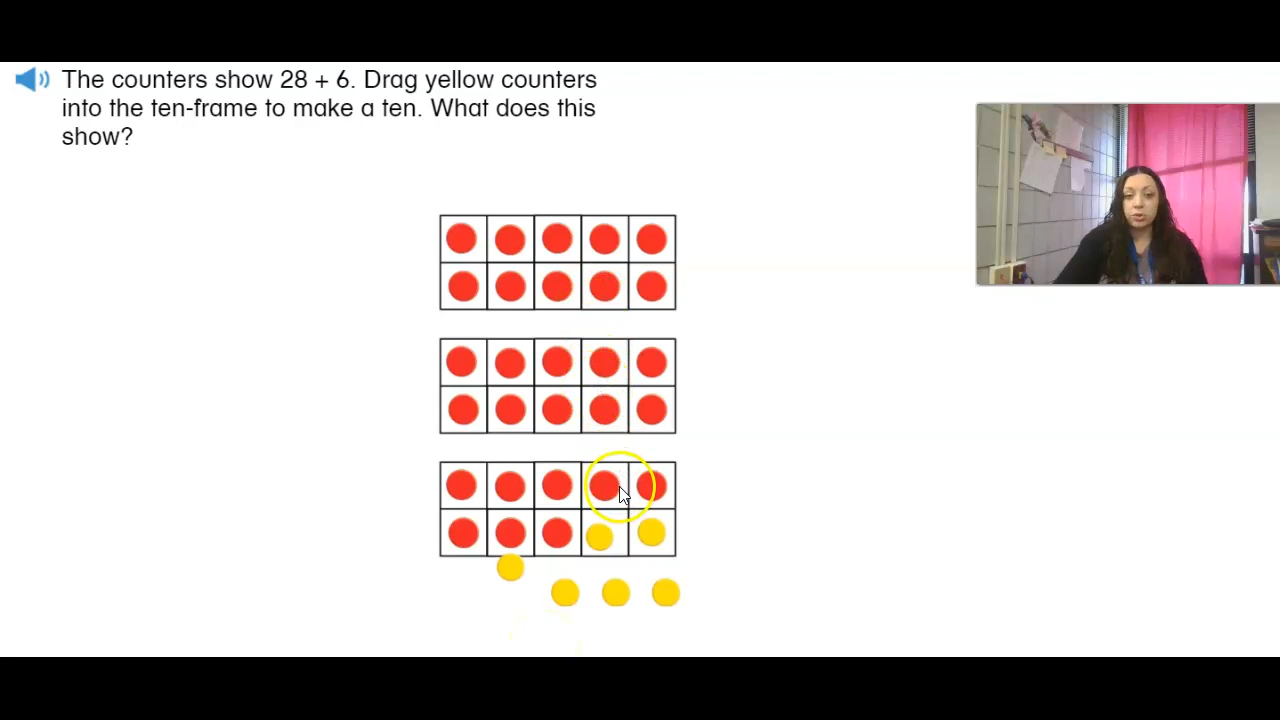 The counters show 28 + 6. Drag yellow counters
into the ten-frame to make a ten. What does this
show?